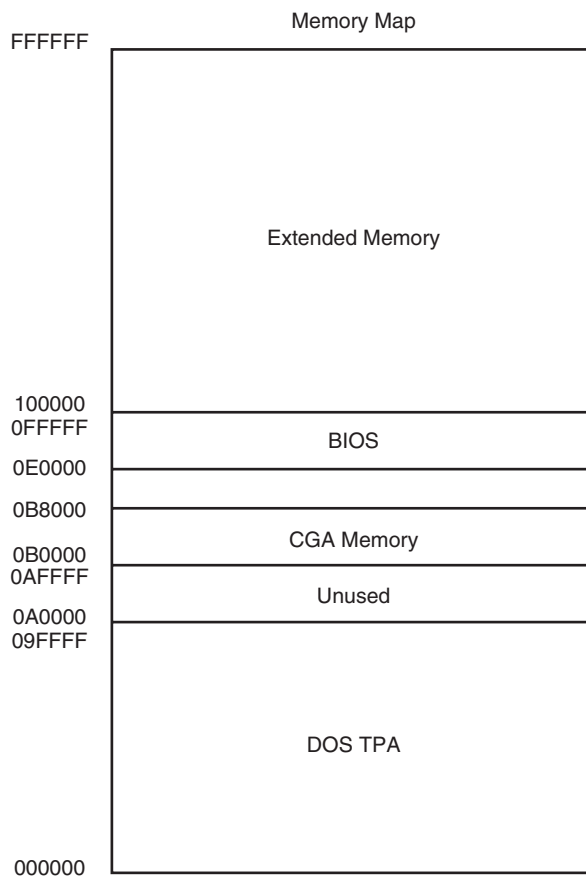 Memory Map
FFFFFF
Extended Memory
100000
0FFFFF
BIOS
0E0000
0B8000
CGA Memory
0B0000
0AFFFF
Unused
0A0000
09FFFF
DOS TPA
000000